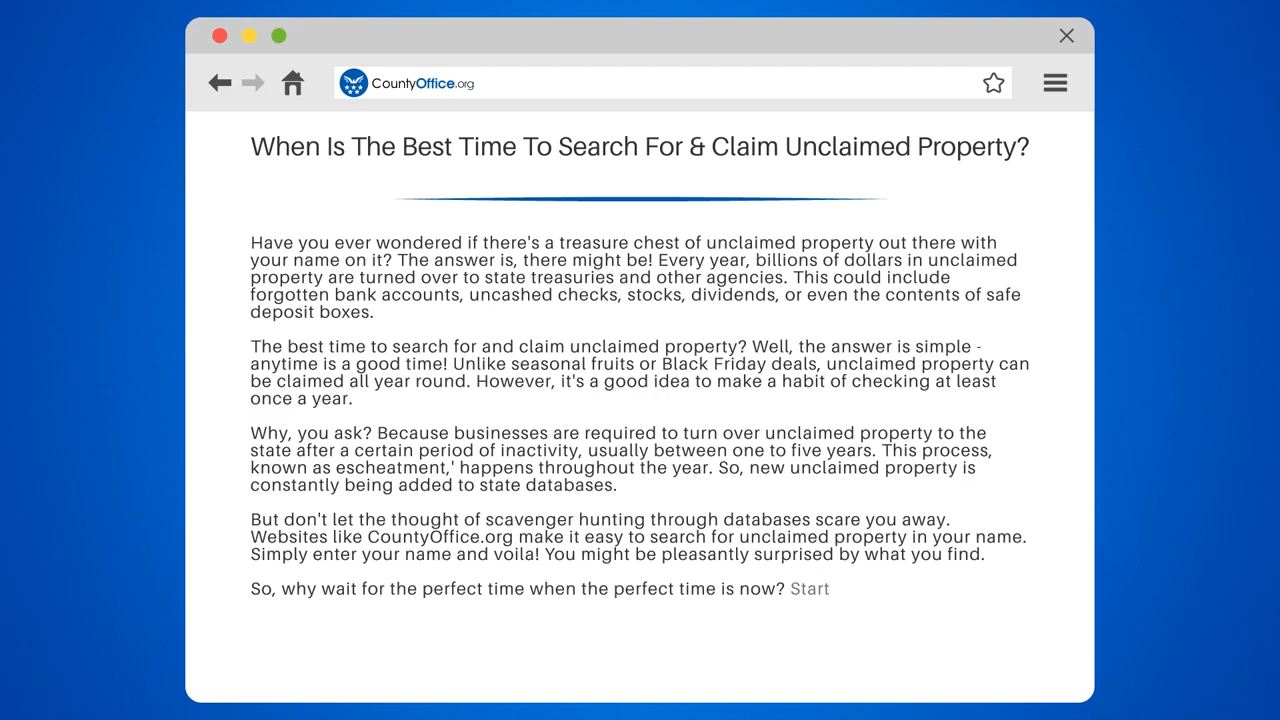 CountyOffice.org
When Is The Best Time To Search For & Claim Unclaimed Property?
Have you ever wondered if there's a treasure chest of unclaimed property out there with
your name on it? The answer is, there might be! Every year, billions of dollars in unclaimed
property are turned over to state treasuries and other agencies. This could include
forgotten bank accounts, uncashed checks, stocks, dividends, or even the contents of safe
deposit boxes.
The best time to search for and claim unclaimed property? Well, the answer is simple -
anytime is a good time! Unlike seasonal fruits or Black Friday deals, unclaimed property can
be claimed all year round. However, it's a good idea to make a habit of checking at least
once a year.
Why, you ask? Because businesses are required to turn over unclaimed property to the
state after a certain period of inactivity, usually between one to five years. This process,
known as escheatment,' happens throughout the year. So, new unclaimed property is
constantly being added to state databases.
But don't let the thought of scavenger hunting through databases scare you away.
Websites like CountyOffice.org make it easy to search for unclaimed property in your name.
Simply enter your name and voila! You might be pleasantly surprised by what you find.
So, why wait for the perfect time when the perfect time is now? Start